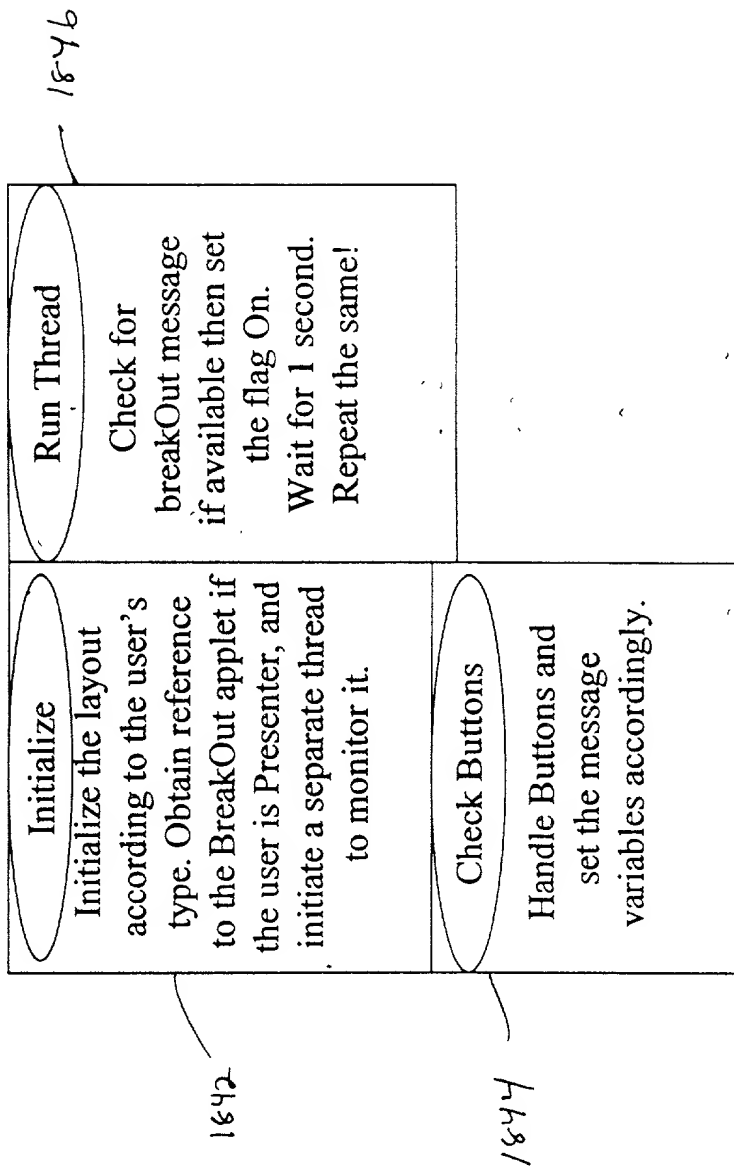 Initialize
Initialize the layout
according to the user's
type. Obtain reference
to the BreakOut applet if
the user is Presenter, and
initiate a separate thread
to monitor it.
Run Thread
Check for
breakOut message
if available then set
the flag On.
Wait for 1 second.
Repeat the same!
Check Buttons
Handle Buttons and
set the message
variables accordingly.
1842
1844
1846